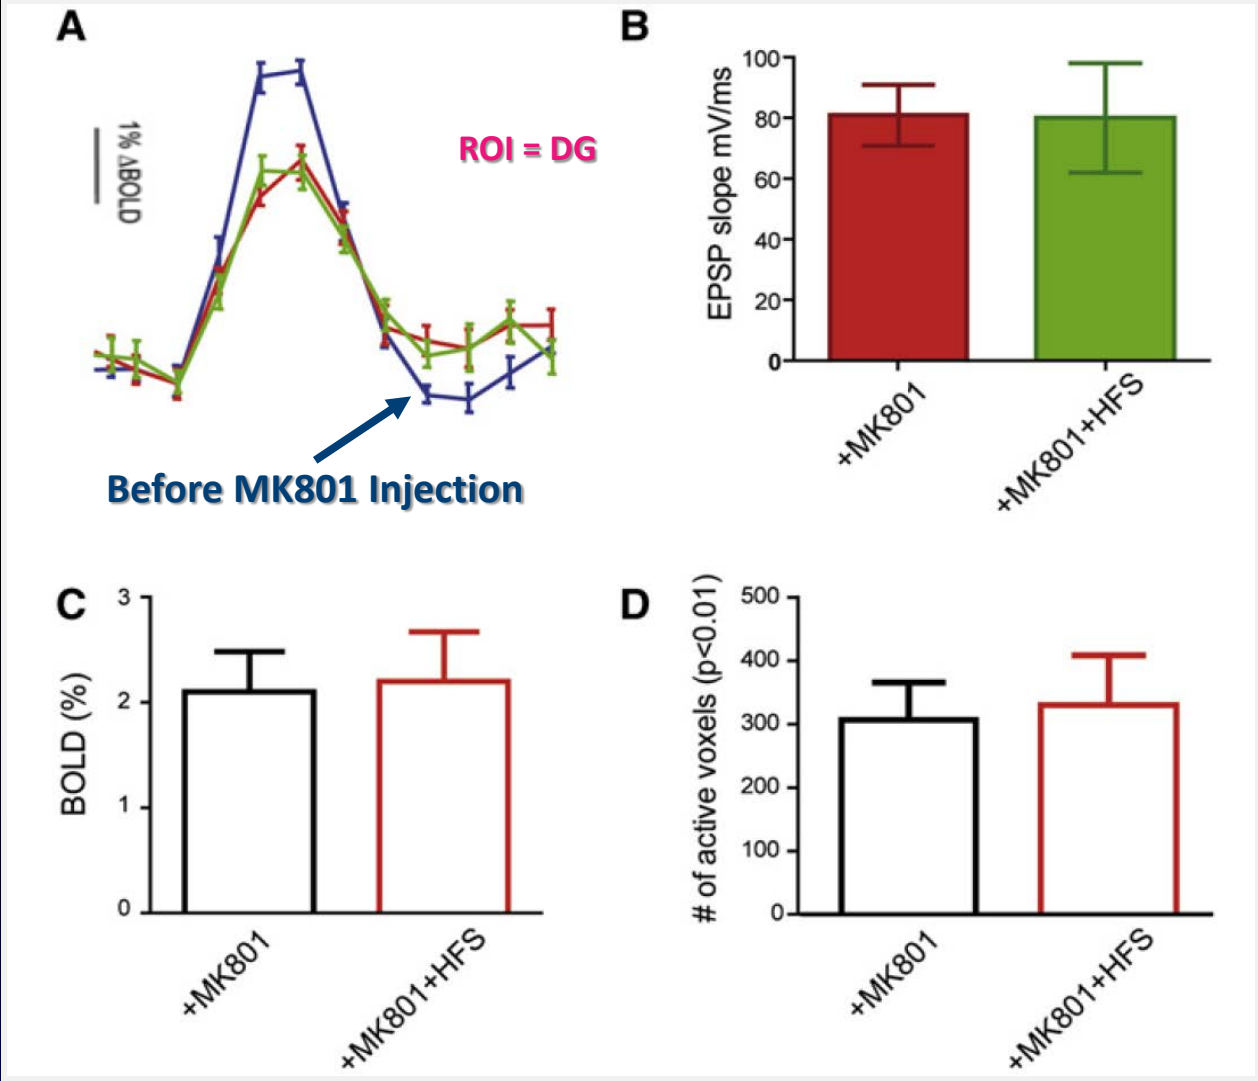 A
1% ΔBOLD
ROI = DG
Before MK801 Injection
B
EPSP slope mV/ms
100
80
60
40
20
0
+MK801
+MK801+HFS
C
BOLD (%)
3
2
1
0
+MK801
+MK801+HFS
D
# of active voxels (p<0.01)
500
400
300
200
100
0
+MK801
+MK801+HFS